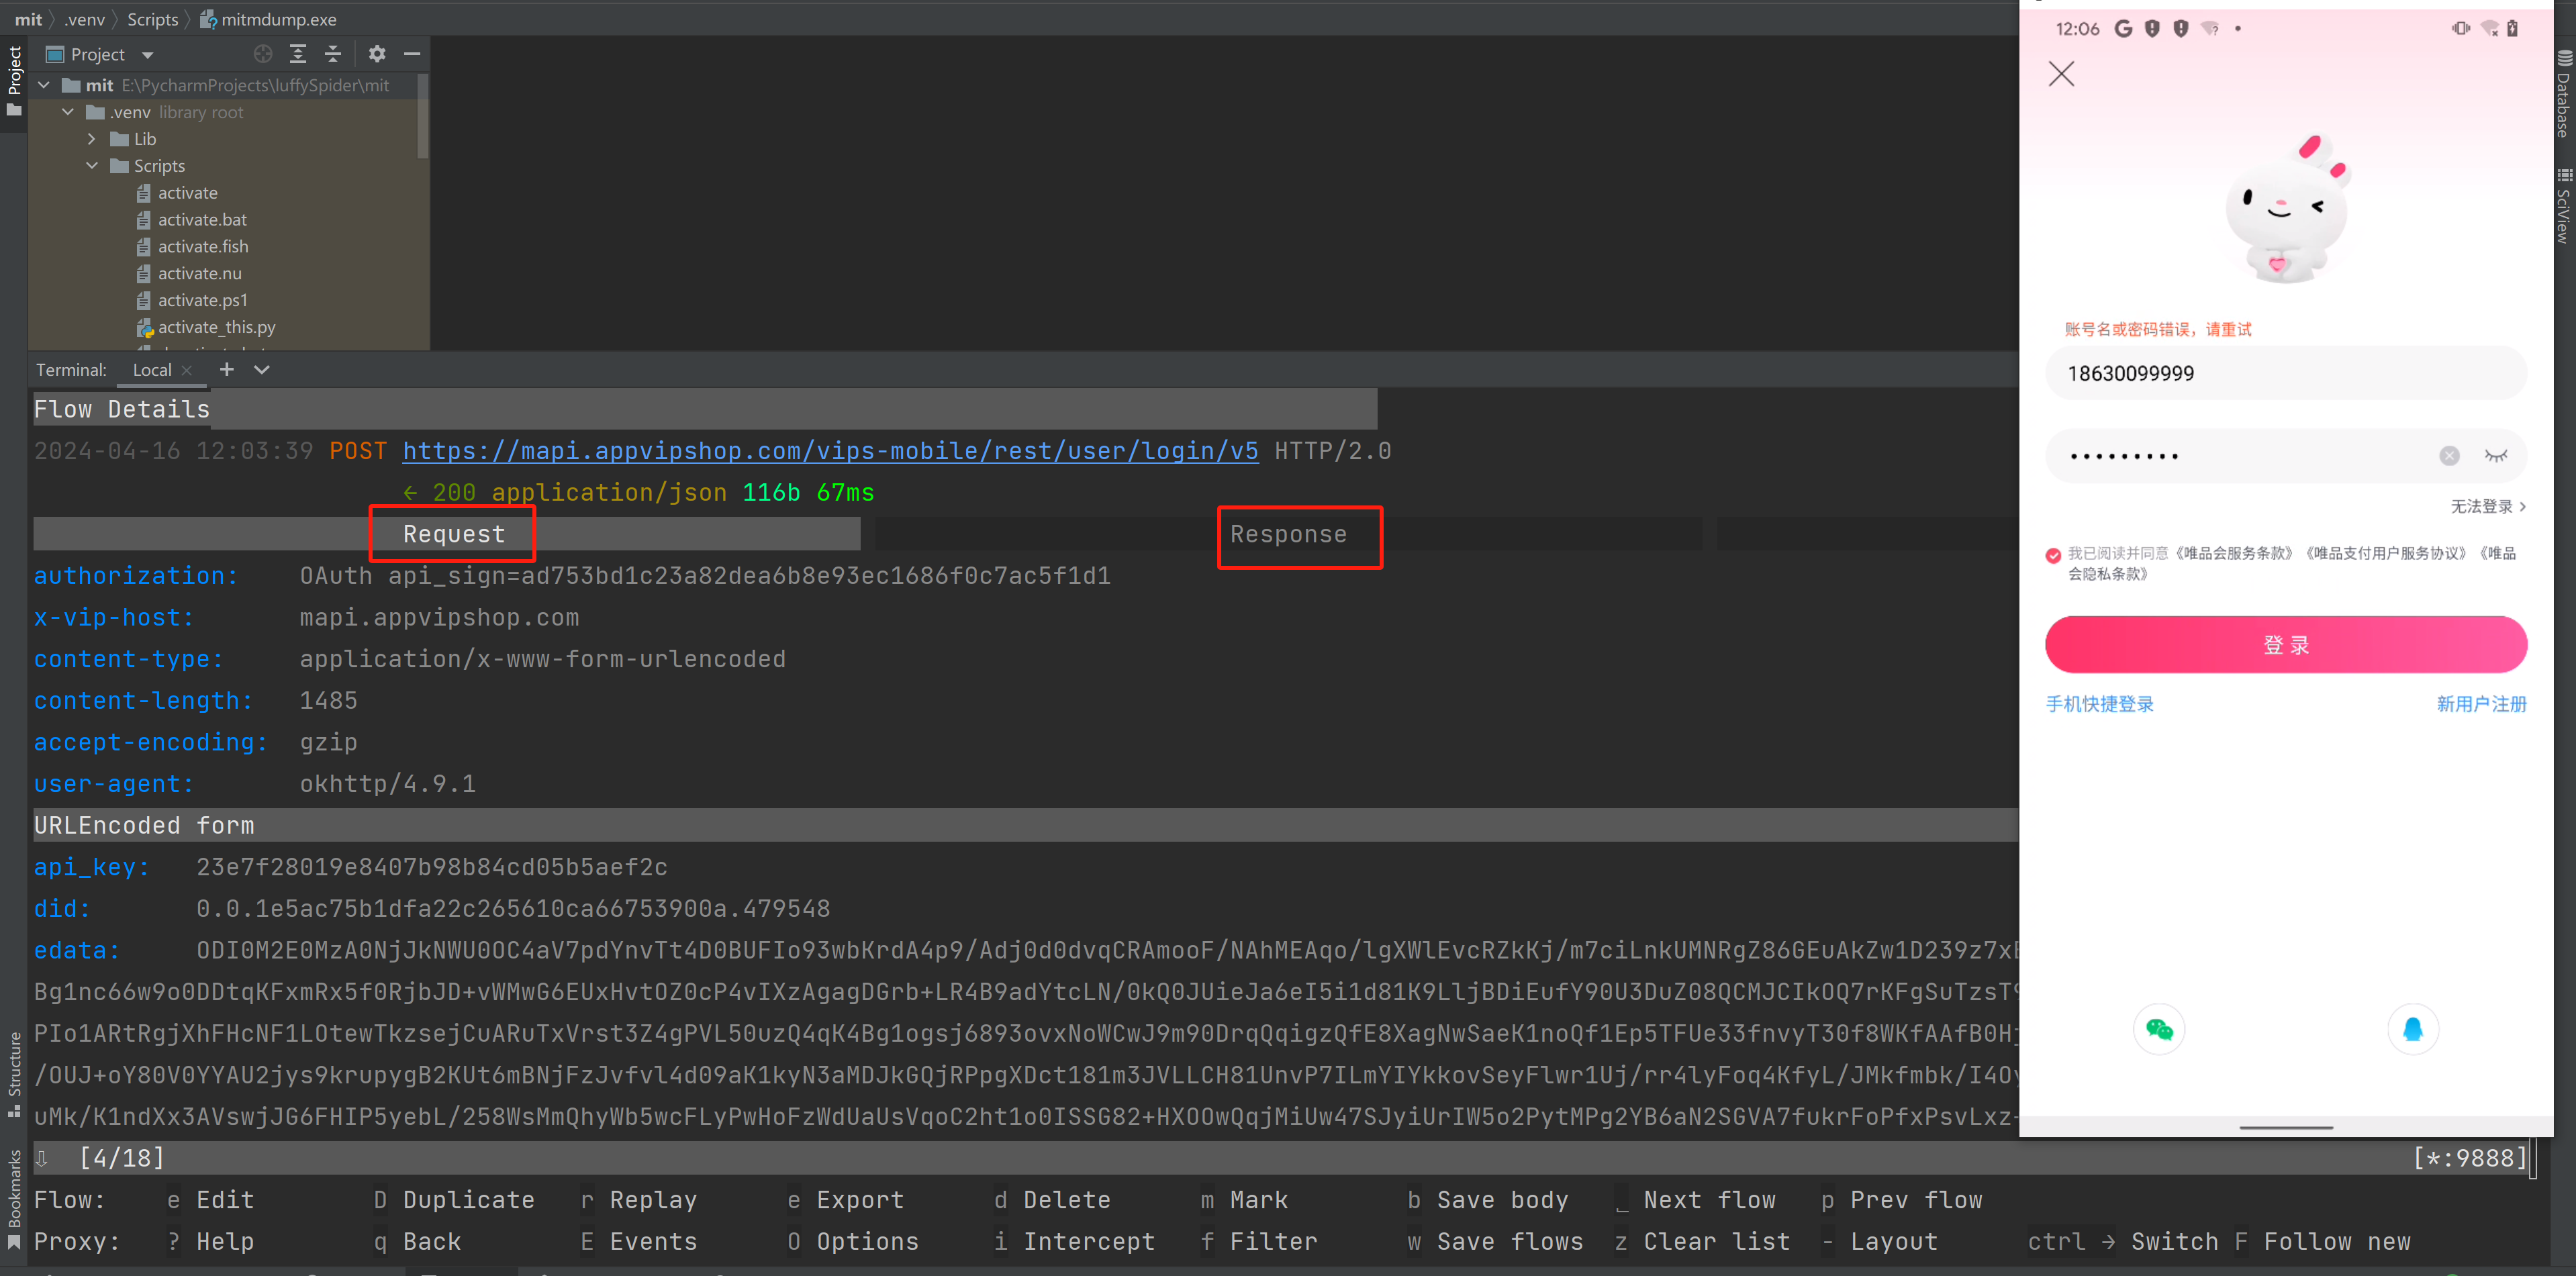 mit 〉 .venv 〉 Scripts 〉 mitmdump.exe
Project
Project
mit E:\PycharmProjects\luffySpider\mit
.venv library root
Lib
Scripts
activate
activate.bat
activate.fish
activate.nu
activate.ps1
activate_this.py
Terminal: Local × +
Flow Details
2024-04-16 12:03:39 POST https://mapi.appvipshop.com/vips-mobile/rest/user/login/v5 HTTP/2.0
← 200 application/json 116b 67ms
Request Response
authorization: OAuth api_sign=ad753bd1c23a82dea6b8e93ec1686f0c7ac5f1d1
x-vip-host: mapi.appvipshop.com
content-type: application/x-www-form-urlencoded
content-length: 1485
accept-encoding: gzip
user-agent: okhttp/4.9.1
URLEncoded form
api_key: 23e7f28019e8407b98b84cd05b5aef2c
did: 0.0.1e5ac75b1dfa22c265610ca66753900a.479548
edata: ODI0M2E0MzA0NjJkNWU0OC4aV7pdYnvTt4D0BUFIo93wbKrdA4p9/Adj0d0dvqCRAmooF/NAhMEAqo/lgXWlEvcRZkKj/m7ciLnkUMNRgZ86GEuAkZw1D239z7x
Bg1nc66w9o0DDtqKFxmRx5f0RjbJD+vWMwG6EUxHvtOZ0cP4vIXzAgagDGrb+LR4B9adYtcLN/0kQ0JUieJa6eI5i1d81K9LljBDiEufY90U3DuZ08QCMJCIkOQ7rKFgSuTzsT
PIo1ARtRgjXhFHcNF1LOtewTkzsejCuARuTxVrst3Z4gPVL50uzQ4qK4Bg1ogsj6893ovxNoWCwJ9m90DrqQqigzQfE8XagNwSaeK1noQf1Ep5TFUe33fnvyT30f8WKfAAfB0H
/OUJ+oY80V0YYAU2jys9krupygB2KUt6mBNjFzJvfvl4d09aK1kyN3aMDJkGQjRPpgXDct181m3JVLLCH81UnvP7ILmYIYkkovSeyFlwr1Uj/rr4lyFoq4KfyL/JMkfmbk/I4O
uMk/K1ndXx3AVswjJG6FHIP5yebL/258WsMmQhyWb5wcFLyPwHoFzWdUaUsVqoC2ht1o0ISSG82+HXOOwQqjMiUw47SJyiUrIW5o2PytMPg2YB6aN2SGVA7fukrFoPfxPsvLxz
⇩ [4/18] [*:9888]
Flow: e Edit D Duplicate r Replay e Export d Delete m Mark b Save body _ Next flow p Prev flow
Proxy: ? Help q Back E Events O Options i Intercept f Filter w Save flows z Clear list - Layout ctrl → Switch F Follow new
Structure
Bookmarks
Database
SciView
12:06
账号名或密码错误，请重试
18630099999
•••••••••
无法登录 >
我已阅读并同意《唯品会服务条款》《唯品支付用户服务协议》《唯品
会隐私条款》
登 录
手机快捷登录 新用户注册